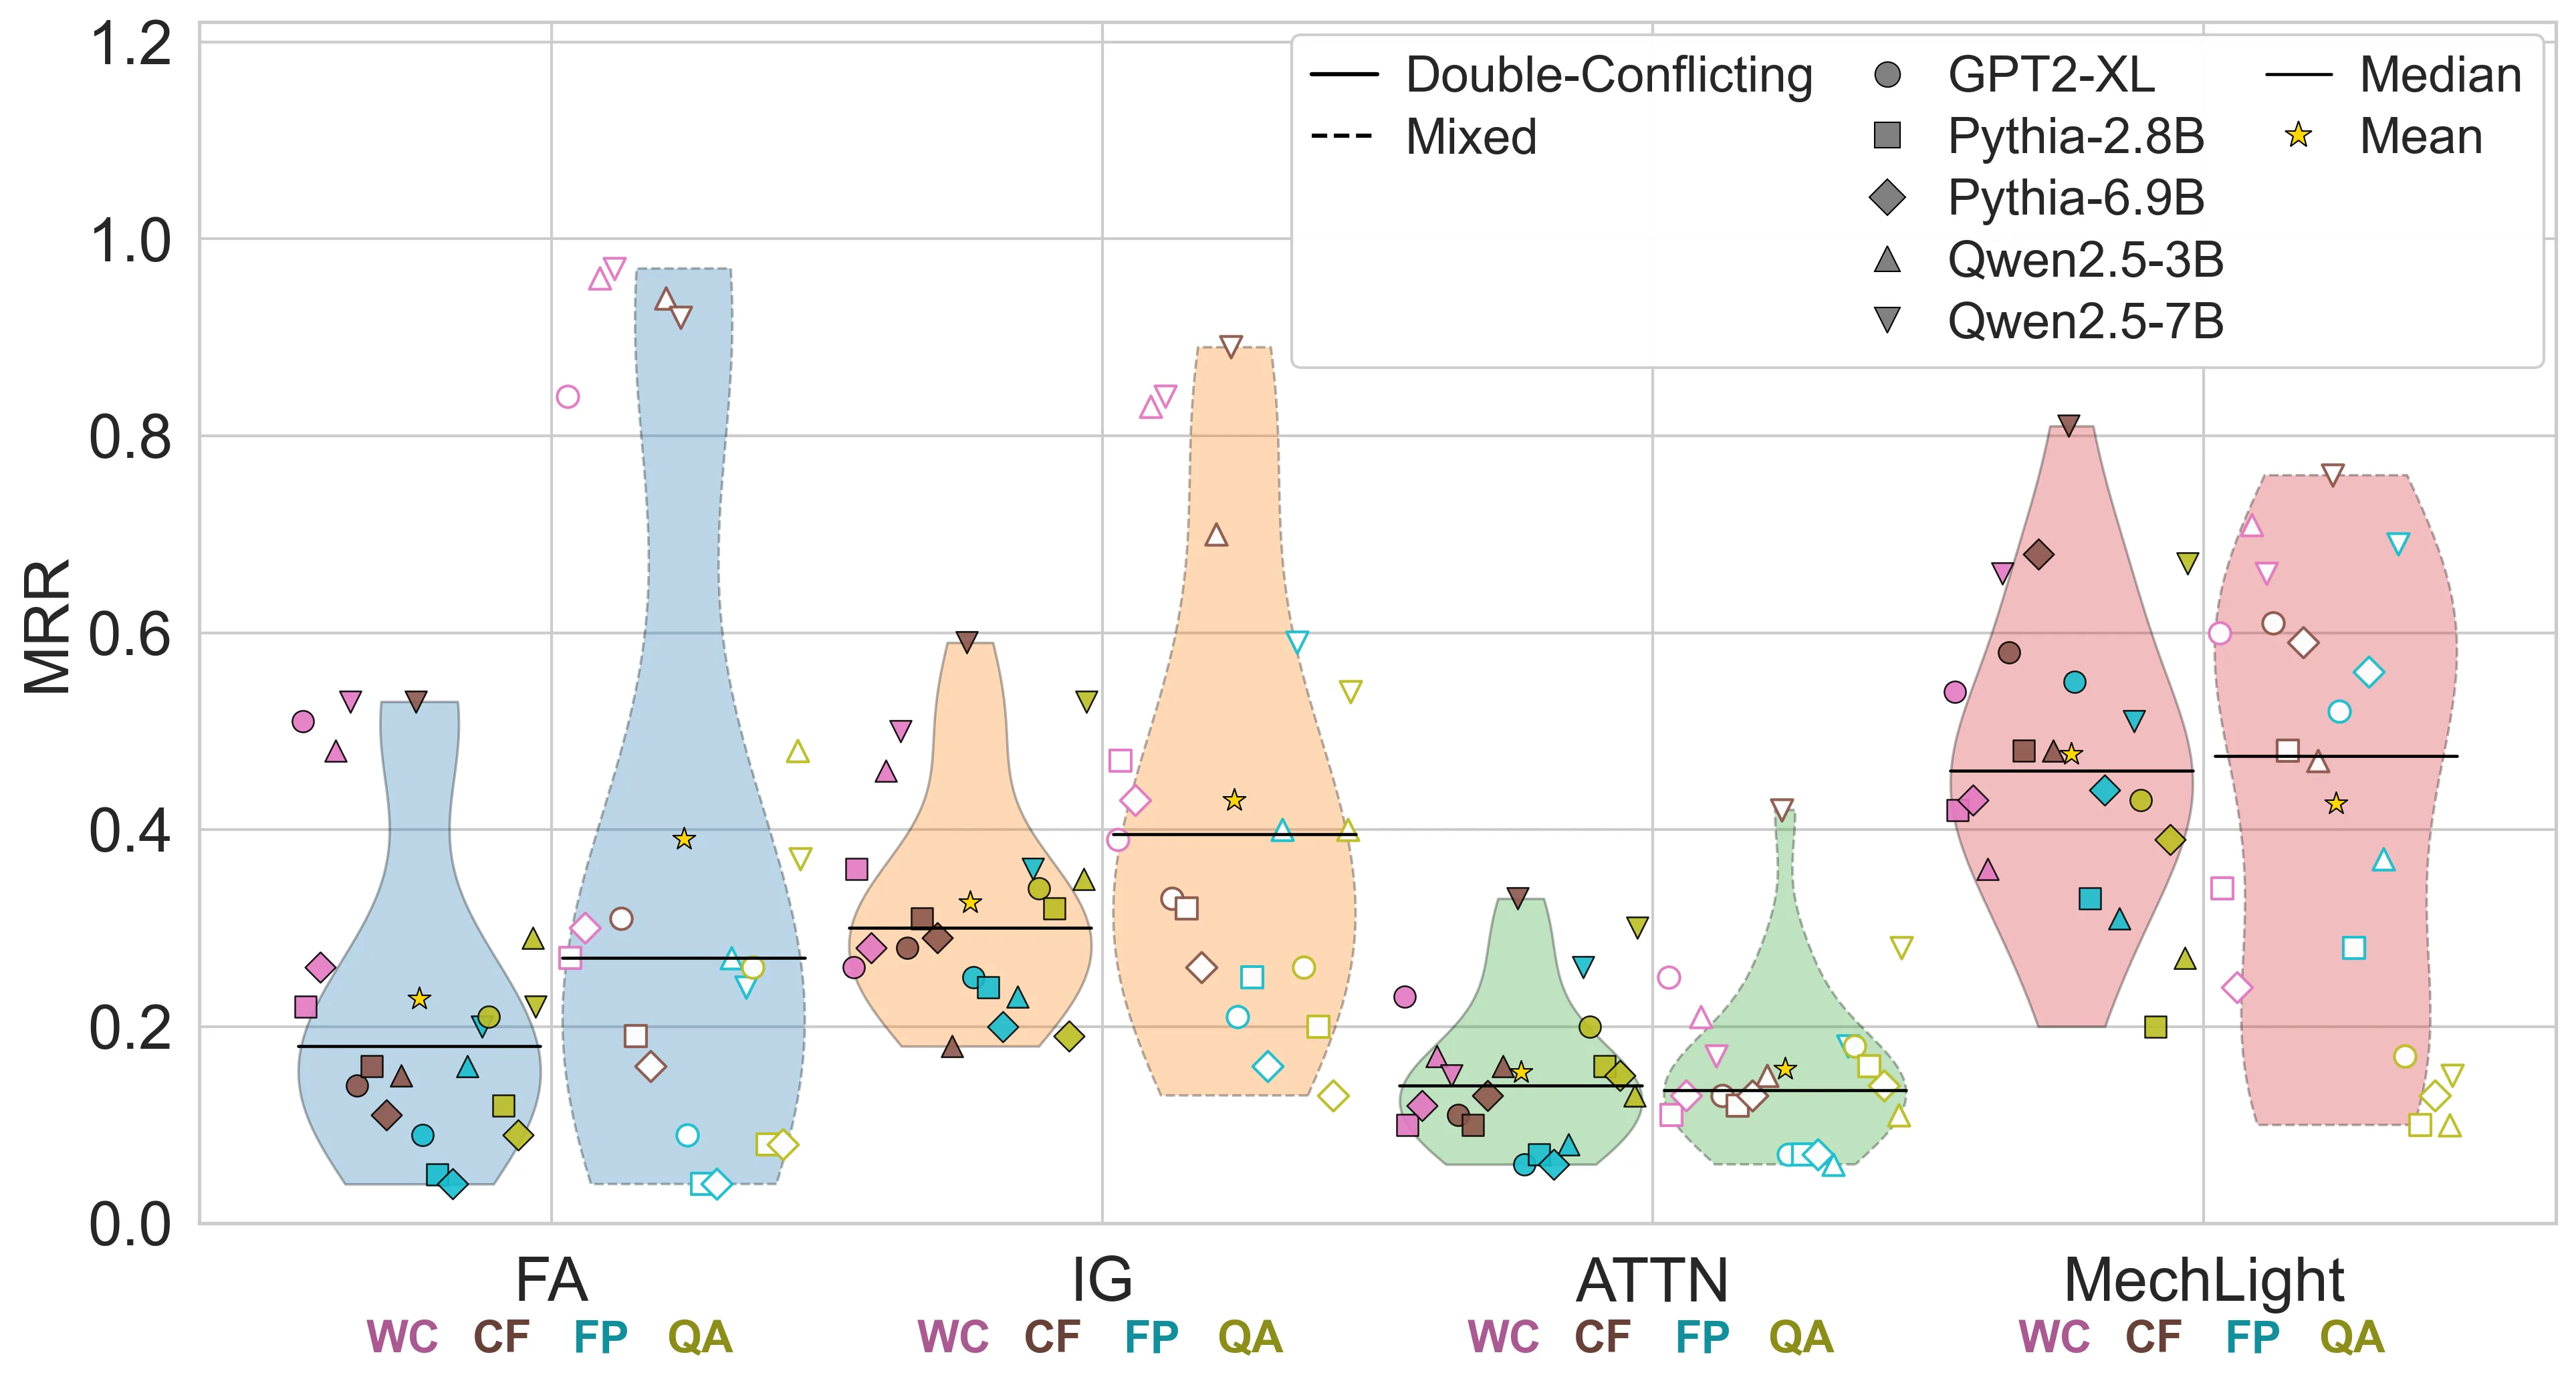 MRR
1.2
1.0
0.8
0.6
0.4
0.2
0.0
Double-Conflicting
Mixed
GPT2-XL
Pythia-2.8B
Pythia-6.9B
Qwen2.5-3B
Qwen2.5-7B
Median
Mean
FA IG ATTN MechLight
WC CF FP QA WC CF FP QA WC CF FP QA WC CF FP QA